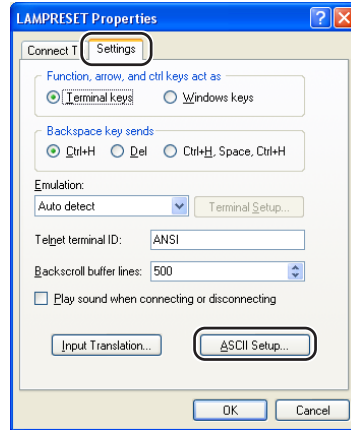 LAMPRESET Properties
Connect T Settings
Function, arrow, and ctrl keys act as
Terminal keys Windows keys
Backspace key sends
Ctrl+H Del Ctrl+H, Space, Ctrl+H
Emulation:
Auto detect Terminal Setup...
Telnet terminal ID: ANSI
Backscroll buffer lines: 500
Play sound when connecting or disconnecting
Input Translation... ASCII Setup...
OK Cancel